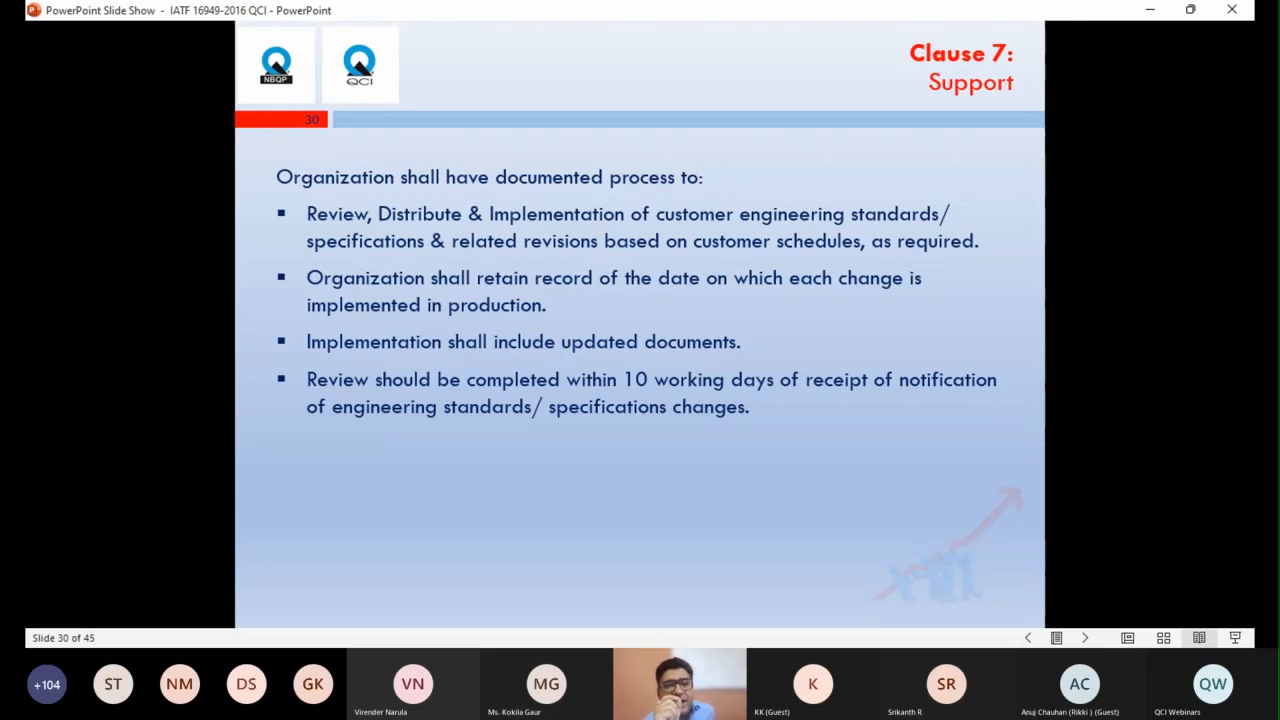 PowerPoint Slide Show - IATF 16949-2016 QCI - PowerPoint
NBQP
QCI
Clause 7:
Support
30
Organization shall have documented process to:
▪ Review, Distribute & Implementation of customer engineering standards/
specifications & related revisions based on customer schedules, as required.
▪ Organization shall retain record of the date on which each change is
implemented in production.
▪ Implementation shall include updated documents.
▪ Review should be completed within 10 working days of receipt of notification
of engineering standards/ specifications changes.
Slide 30 of 45
+104
ST
NM
DS
GK
VN
MG
K
SR
AC
QW
Virender Narula
Ms. Kokila Gaur
KK (Guest)
Srikanth R
Anuj Chauhan (Rikki ) (Guest)
QCI Webinars